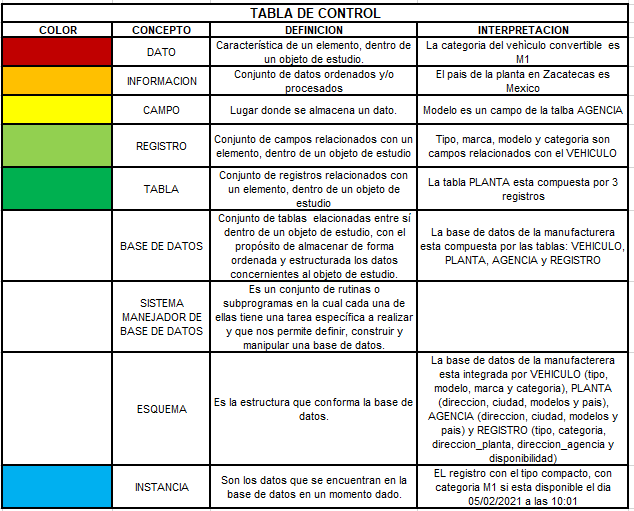 TABLA DE CONTROL
COLOR CONCEPTO DEFINICION INTERPRETACION
DATO
Característica de un elemento, dentro de
un objeto de estudio.
La categoria del vehìculo convertible es
M1
INFORMACION
Conjunto de datos ordenados y/o
procesados
El pais de la planta en Zacatecas es
Mexico
CAMPO
Lugar donde se almacena un dato.
Modelo es un campo de la talba AGENCIA
REGISTRO
Conjunto de campos relacionados con un
elemento, dentro de un objeto de estudio
Tipo, marca, modelo y categoria son
campos relacionados con el VEHICULO
TABLA
Conjunto de registros relacionados con
un elemento, dentro de un objeto de
estudio
La tabla PLANTA esta compuesta por 3
registros
BASE DE DATOS
Conjunto de tablas elacionadas entre sí
dentro de un objeto de estudio, con el
propósito de almacenar de forma
ordenada y estructurada los datos
concernientes al objeto de estudio.
La base de datos de la manufacturera
esta compuesta por las tablas: VEHICULO,
PLANTA, AGENCIA y REGISTRO
SISTEMA
MANEJADOR DE
BASE DE DATOS
Es un conjunto de rutinas o
subprogramas en la cual cada una de
ellas tiene una tarea específica a realizar
y que nos permite definir, construir y
manipular una base de datos.
ESQUEMA
Es la estructura que conforma la base de
datos.
La base de datos de la manufacterera
esta integrada por VEHICULO (tipo,
modelo, marca y categoria), PLANTA
(direccion, ciudad, modelos y pais),
AGENCIA (direccion, ciudad, modelos y
pais) y REGISTRO (tipo, categoria,
direccion_planta, direccion_agencia y
disponibilidad)
INSTANCIA
Son los datos que se encuentran en la
base de datos en un momento dado.
EL registro con el tipo compacto, con
categoria M1 si esta disponible el dia
05/02/2021 a las 10:01